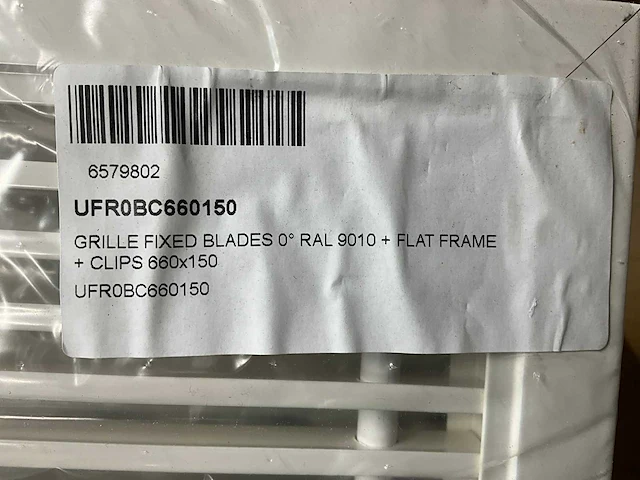 6579802
UFR0BC660150
GRILLE FIXED BLADES 0° RAL 9010 + FLAT FRAME
+ CLIPS 660x150
UFR0BC660150